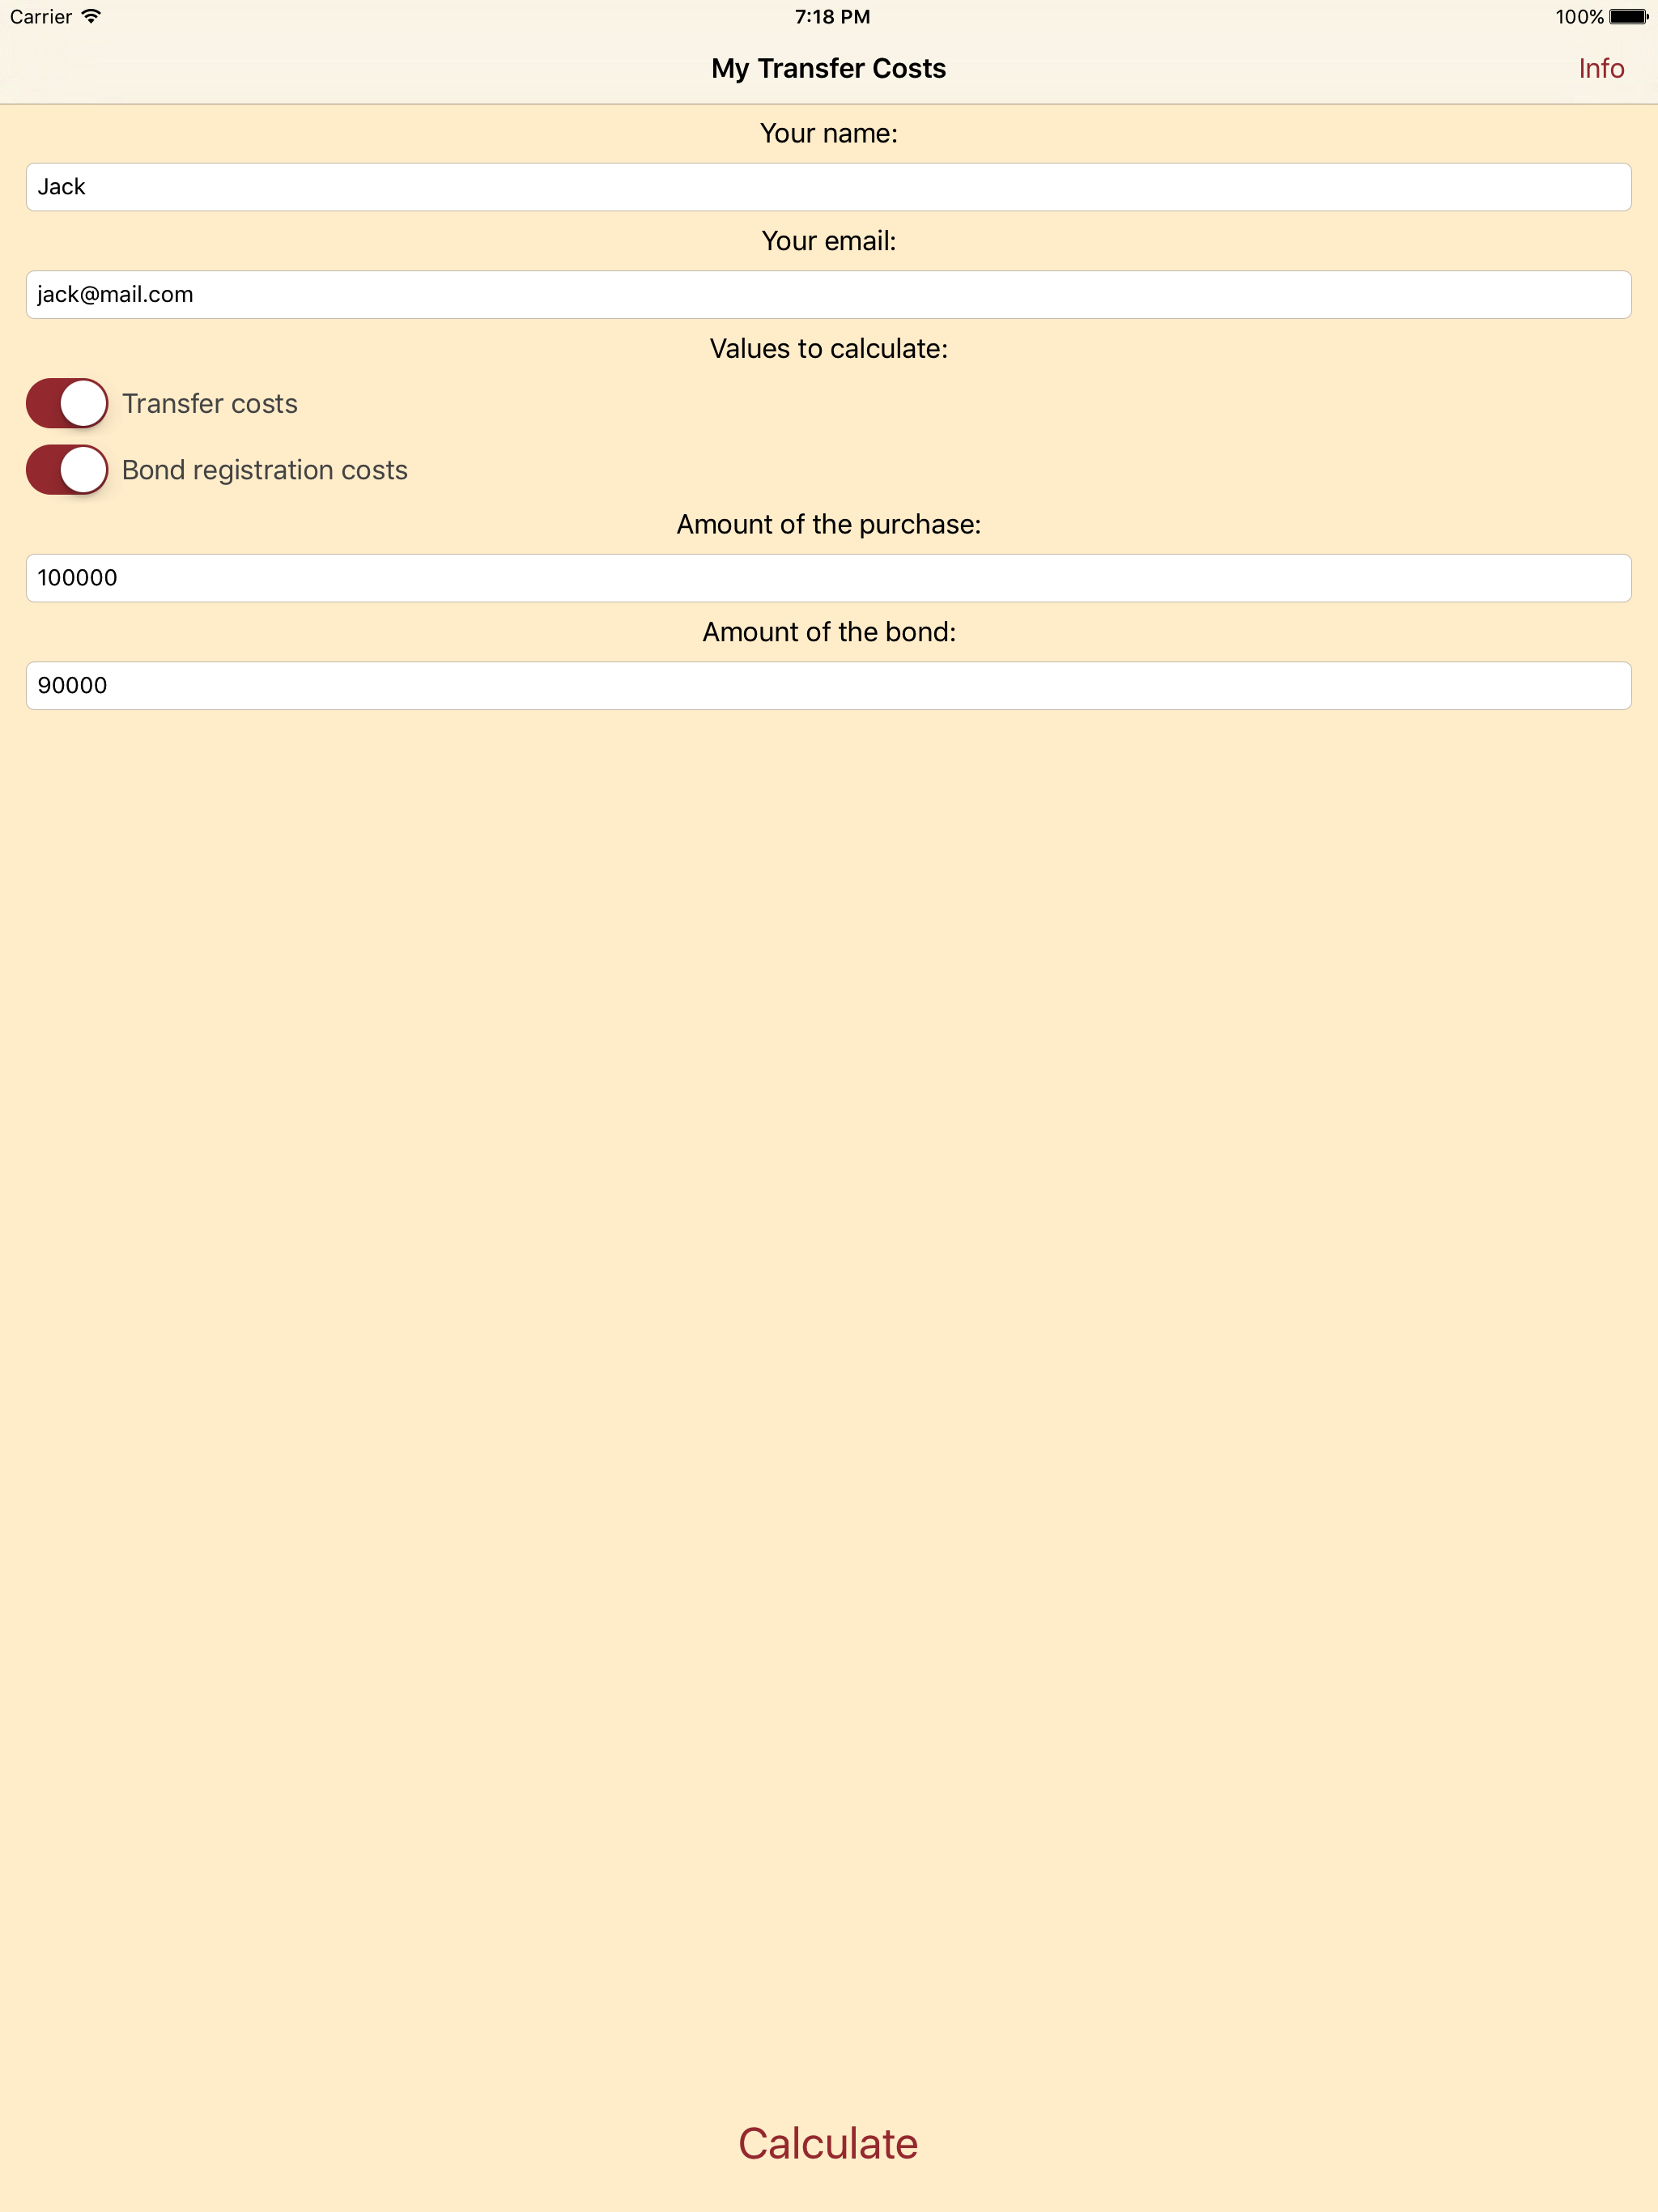 Carrier 7:18 PM 100%
My Transfer Costs Info
Your name:
Jack
Your email:
jack@mail.com
Values to calculate:
Transfer costs
Bond registration costs
Amount of the purchase:
100000
Amount of the bond:
90000
Calculate